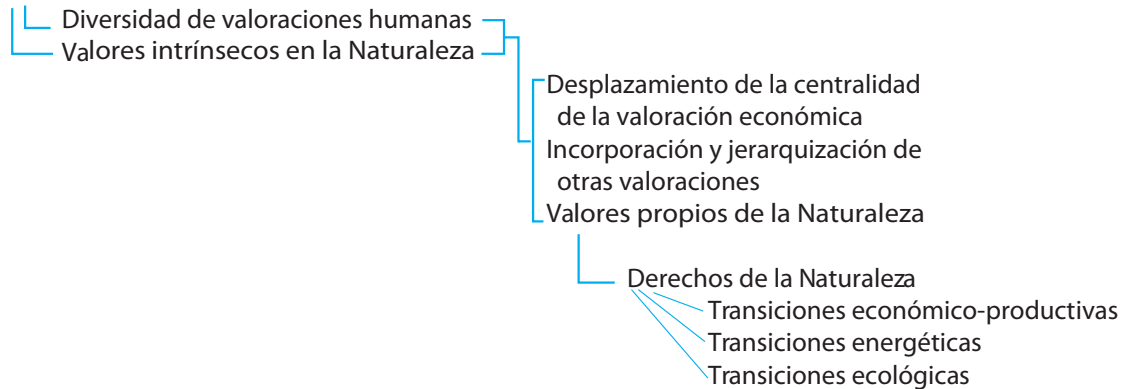 Diversidad de valoraciones humanas
Valores intrínsecos en la Naturaleza
Desplazamiento de la centralidad
de la valoración económica
Incorporación y jerarquización de
otras valoraciones
Valores propios de la Naturaleza
Derechos de la Naturaleza
Transiciones económico-productivas
Transiciones energéticas
Transiciones ecológicas